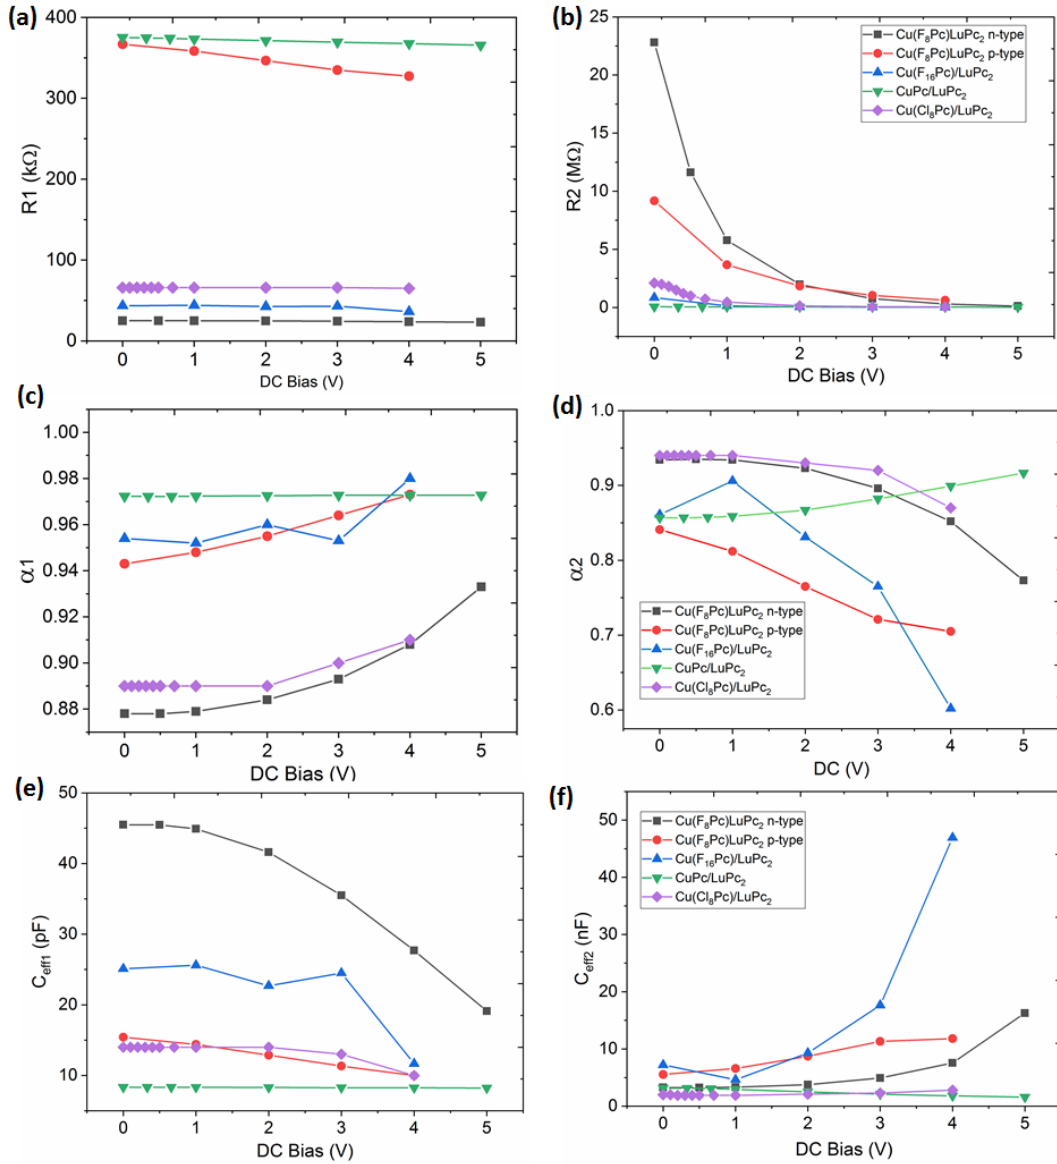 (a)
400
300
200
100
0
R1 (kΩ)
0 1 2 3 4 5
DC Bias (V)
(b)
25
20
15
10
5
0
R2 (MΩ)
Cu(F₈Pc)LuPc₂ n-type
Cu(F₈Pc)LuPc₂ p-type
Cu(F₁₆Pc)/LuPc₂
CuPc/LuPc₂
Cu(Cl₈Pc)/LuPc₂
0 1 2 3 4 5
DC Bias (V)
(c)
1.00
0.98
0.96
0.94
0.92
0.90
0.88
α1
0 1 2 3 4 5
DC Bias (V)
(d)
1.0
0.9
0.8
0.7
0.6
α2
Cu(F₈Pc)LuPc₂ n-type
Cu(F₈Pc)LuPc₂ p-type
Cu(F₁₆Pc)/LuPc₂
CuPc/LuPc₂
Cu(Cl₈Pc)/LuPc₂
0 1 2 3 4 5
DC (V)
(e)
50
40
30
20
10
C_eff1 (pF)
0 1 2 3 4 5
DC Bias (V)
(f)
50
40
30
20
10
0
C_eff2 (nF)
Cu(F₈Pc)LuPc₂ n-type
Cu(F₈Pc)LuPc₂ p-type
Cu(F₁₆Pc)/LuPc₂
CuPc/LuPc₂
Cu(Cl₈Pc)/LuPc₂
0 1 2 3 4 5
DC Bias (V)